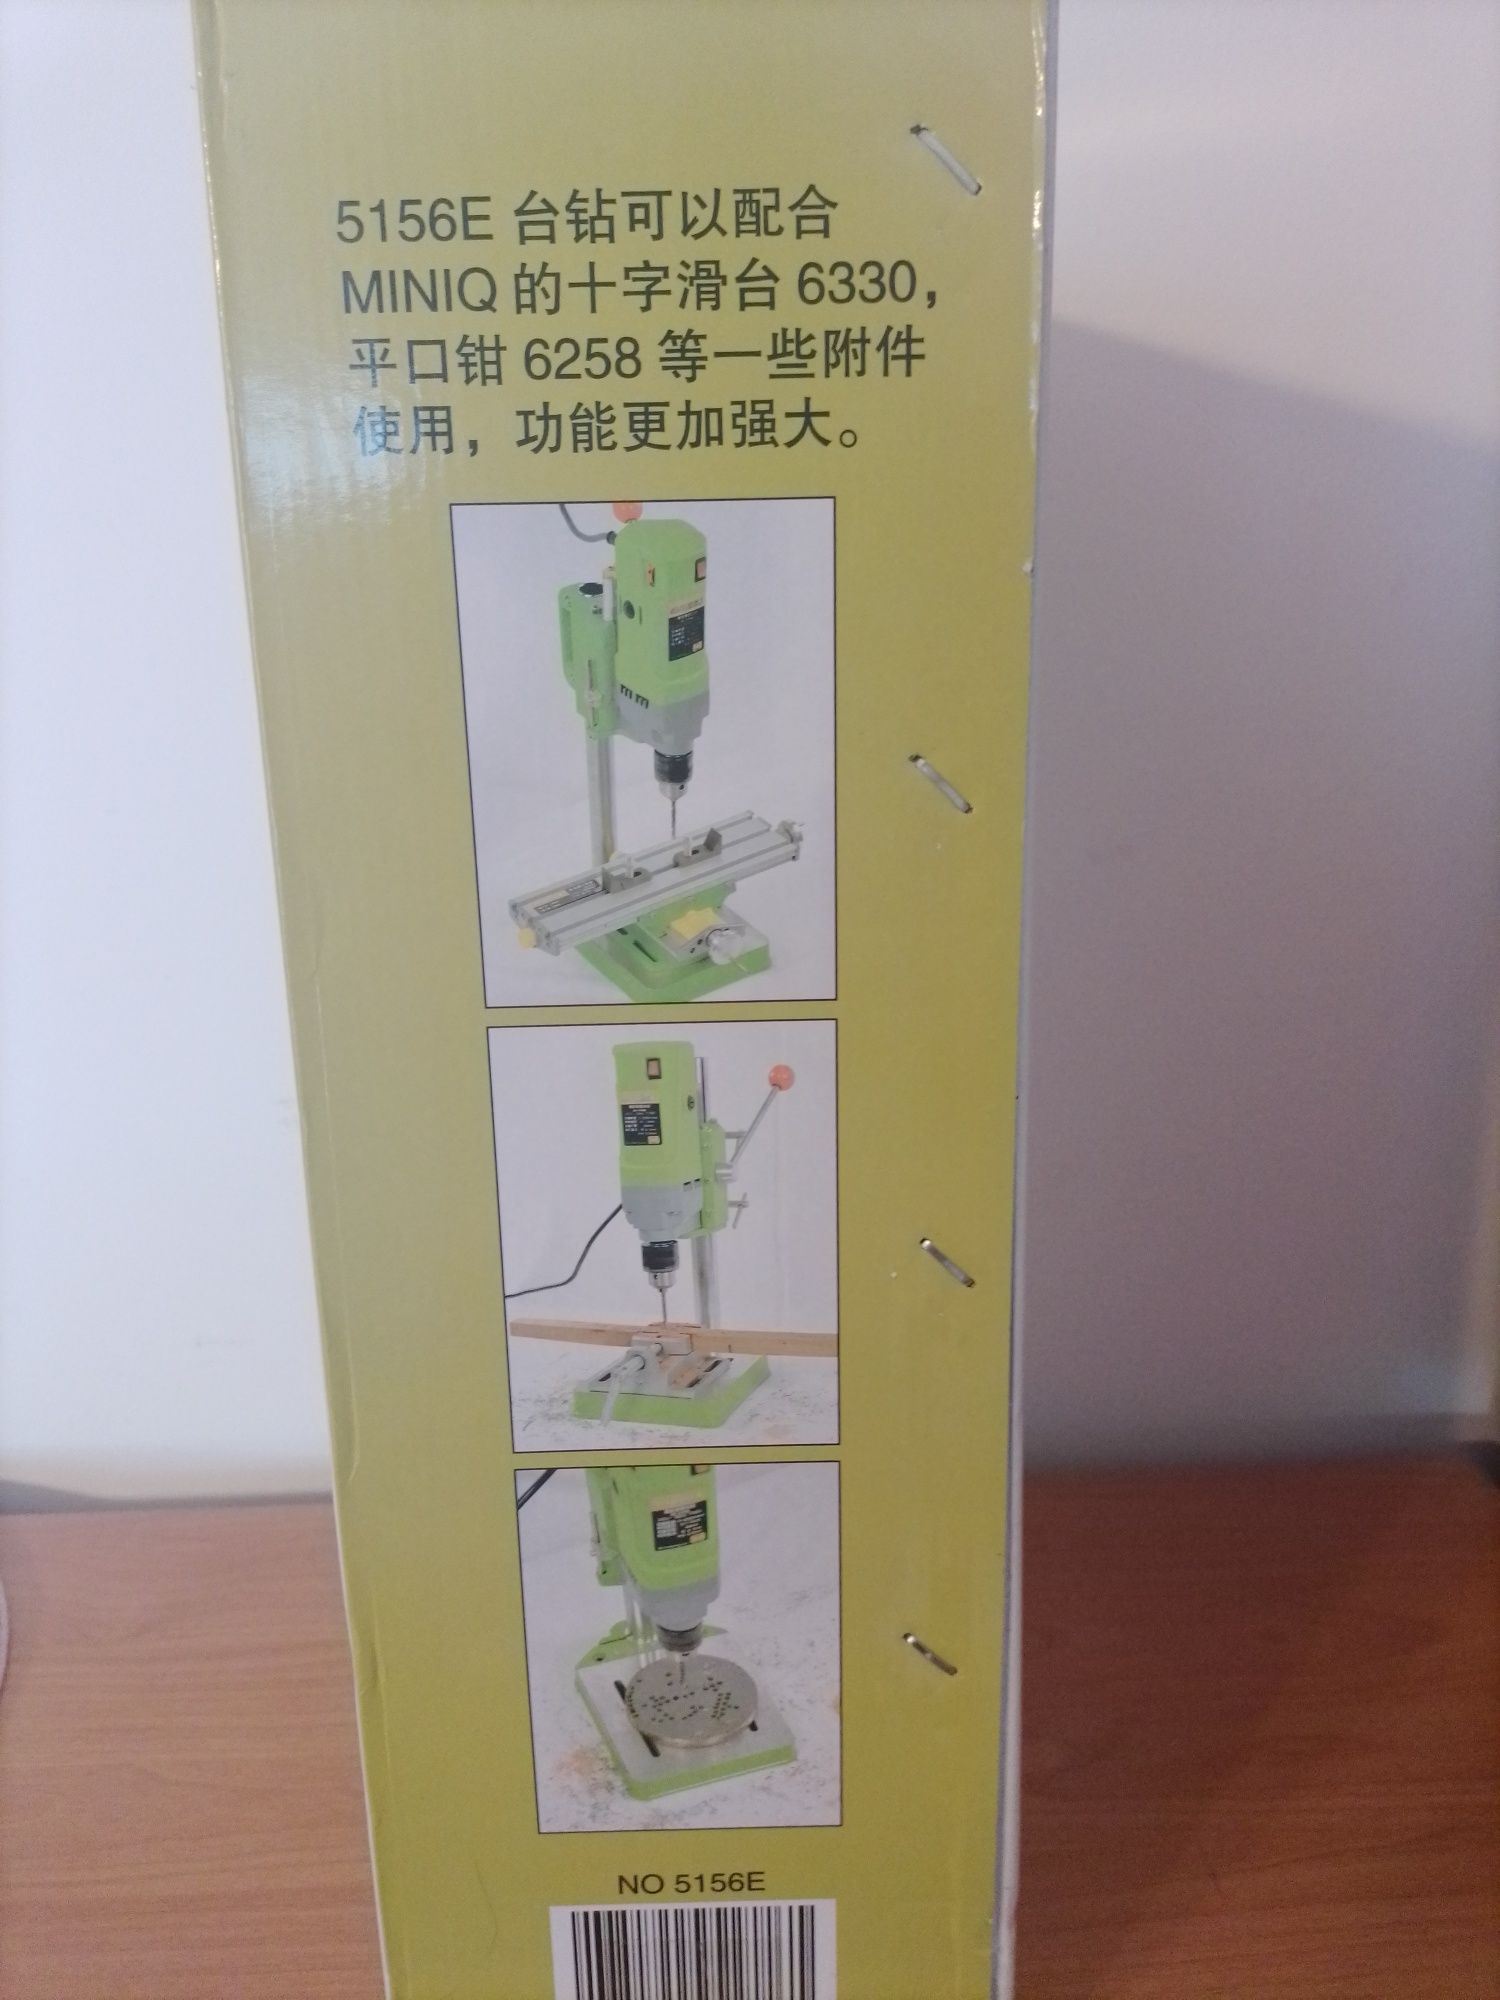 5156E 台钻可以配合
MINIQ 的十字滑台 6330，
平口钳 6258 等一些附件
使用，功能更加强大。
NO 5156E